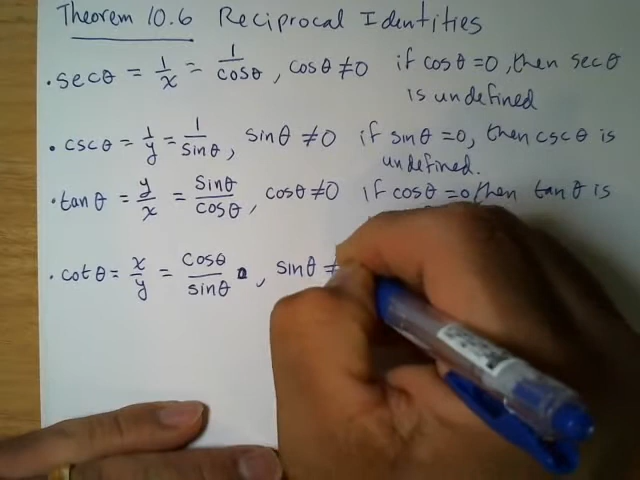 Theorem 10.6 Reciprocal Identities
· secθ = 1/x = 1/cosθ , cosθ ≠ 0 if cosθ = 0, then secθ
is undefined
· cscθ = 1/y = 1/sinθ , sinθ ≠ 0 if sinθ = 0, then cscθ is
undefined.
· tanθ = y/x = sinθ/cosθ , cosθ ≠ 0 if cosθ = 0 then tanθ is
· cotθ = x/y = cosθ/sinθ , sinθ ≠